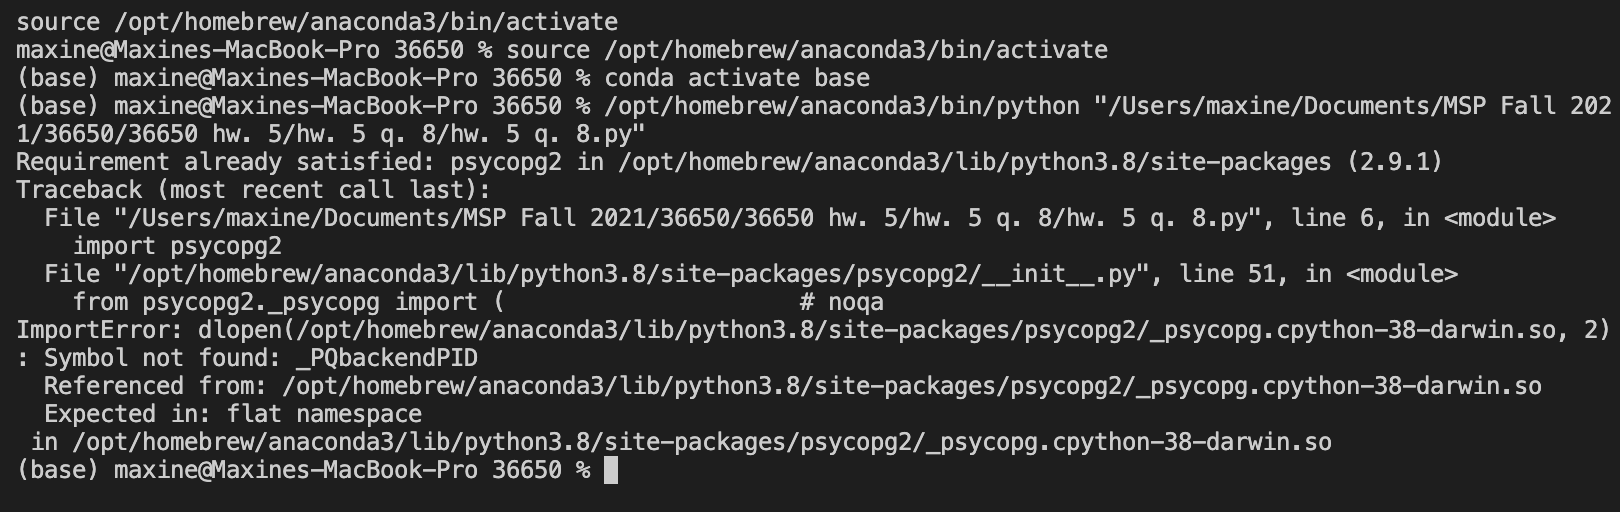 source /opt/homebrew/anaconda3/bin/activate
maxine@Maxines-MacBook-Pro 36650 % source /opt/homebrew/anaconda3/bin/activate
(base) maxine@Maxines-MacBook-Pro 36650 % conda activate base
(base) maxine@Maxines-MacBook-Pro 36650 % /opt/homebrew/anaconda3/bin/python "/Users/maxine/Documents/MSP Fall 202
1/36650/36650 hw. 5/hw. 5 q. 8/hw. 5 q. 8.py"
Requirement already satisfied: psycopg2 in /opt/homebrew/anaconda3/lib/python3.8/site-packages (2.9.1)
Traceback (most recent call last):
  File "/Users/maxine/Documents/MSP Fall 2021/36650/36650 hw. 5/hw. 5 q. 8/hw. 5 q. 8.py", line 6, in <module>
    import psycopg2
  File "/opt/homebrew/anaconda3/lib/python3.8/site-packages/psycopg2/__init__.py", line 51, in <module>
    from psycopg2._psycopg import (                     # noqa
ImportError: dlopen(/opt/homebrew/anaconda3/lib/python3.8/site-packages/psycopg2/_psycopg.cpython-38-darwin.so, 2)
: Symbol not found: _PQbackendPID
  Referenced from: /opt/homebrew/anaconda3/lib/python3.8/site-packages/psycopg2/_psycopg.cpython-38-darwin.so
  Expected in: flat namespace
 in /opt/homebrew/anaconda3/lib/python3.8/site-packages/psycopg2/_psycopg.cpython-38-darwin.so
(base) maxine@Maxines-MacBook-Pro 36650 %